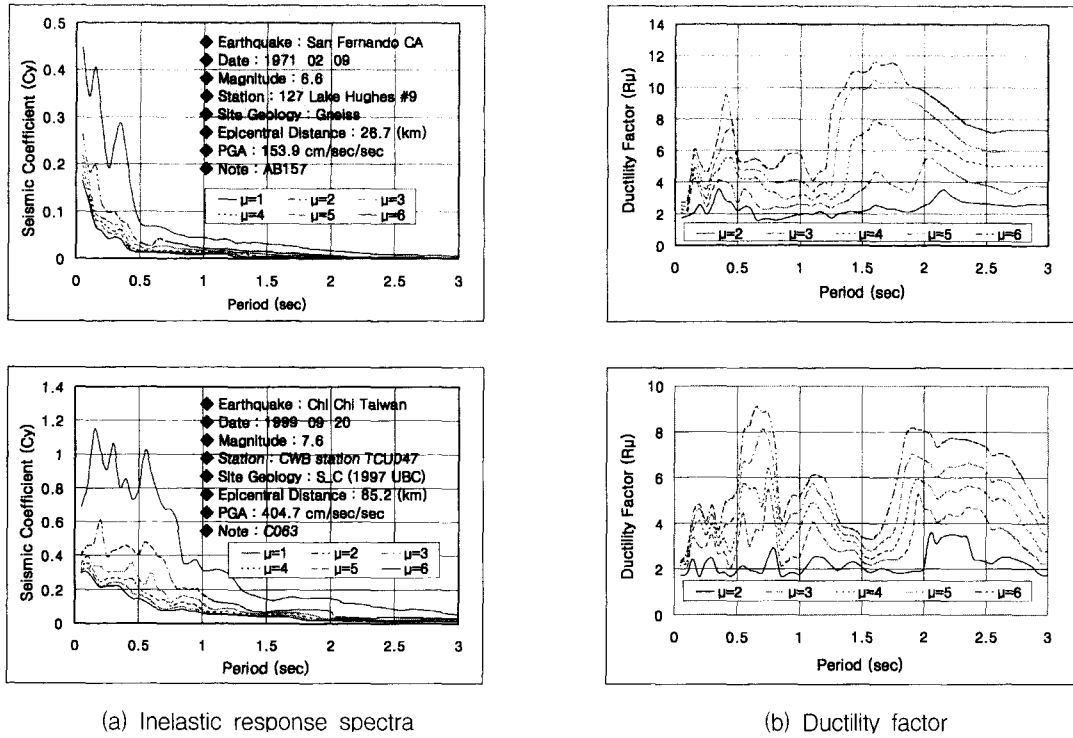 Seismic Coefficient (Cy)
0.5
0.4
0.3
0.2
0.1
0
◆ Earthquake : San Fernando CA
◆ Date : 1971 02 09
◆ Magnitude : 6.6
◆ Station : 127 Lake Hughes #9
◆ Site Geology : Gneiss
◆ Epicentral Distance : 26.7 (km)
◆ PGA : 153.9 cm/sec/sec
◆ Note : AB157
μ=1 μ=2 μ=3
μ=4 μ=5 μ=6
0 0.5 1 1.5 2 2.5 3
Period (sec)
Ductility Factor (Rμ)
14
12
10
8
6
4
2
0
μ=2 μ=3 μ=4 μ=5 μ=6
0 0.5 1 1.5 2 2.5 3
Period (sec)
Seismic Coefficient (Cy)
1.4
1.2
1
0.8
0.6
0.4
0.2
0
◆ Earthquake : Chi Chi Taiwan
◆ Date : 1999 09 20
◆ Magnitude : 7.6
◆ Station : CWB station TCU047
◆ Site Geology : S_C (1997 UBC)
◆ Epicentral Distance : 85.2 (km)
◆ PGA : 404.7 cm/sec/sec
◆ Note : C063
μ=1 μ=2 μ=3
μ=4 μ=5 μ=6
0 0.5 1 1.5 2 2.5 3
Period (sec)
Ductility Factor (Rμ)
10
8
6
4
2
0
μ=2 μ=3 μ=4 μ=5 μ=6
0 0.5 1 1.5 2 2.5 3
Period (sec)
(a) Inelastic response spectra
(b) Ductility factor